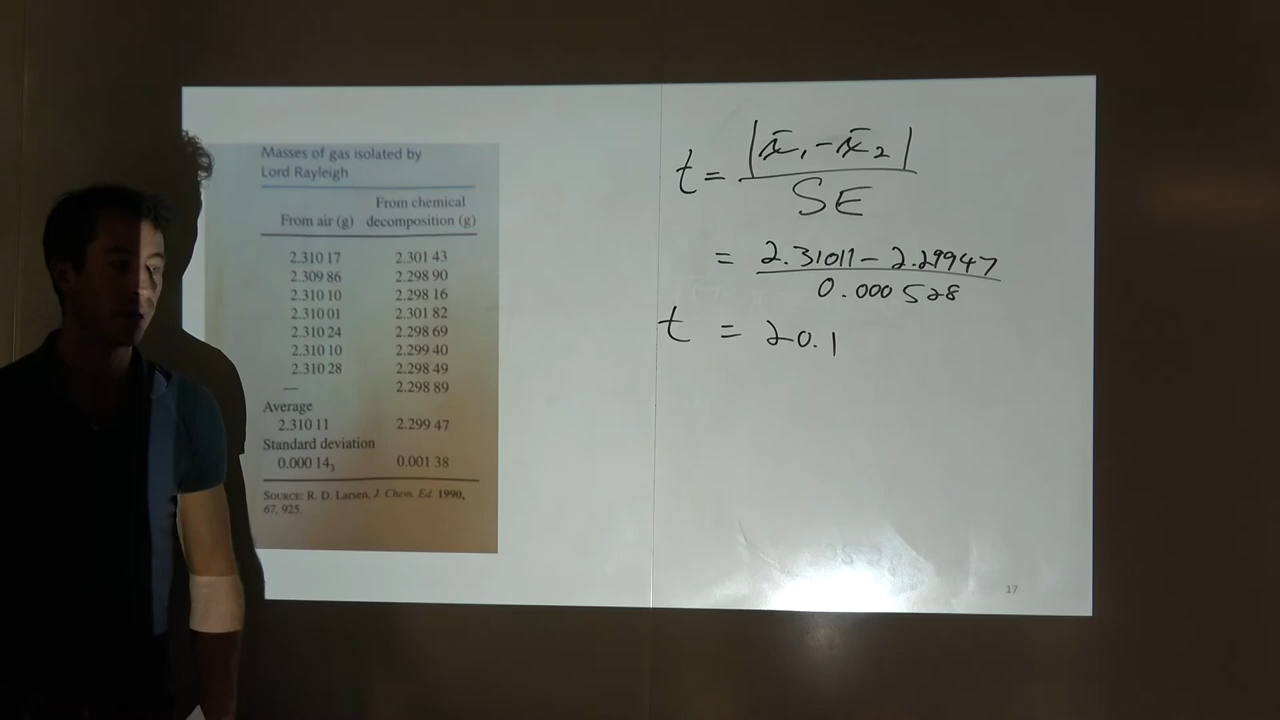 Masses of gas isolated by
Lord Rayleigh
From chemical
From air (g) decomposition (g)
2.310 17 2.301 43
2.309 86 2.298 90
2.310 10 2.298 16
2.310 01 2.301 82
2.310 24 2.298 69
2.310 10 2.299 40
2.310 28 2.298 49
— 2.298 89
Average
2.310 11 2.299 47
Standard deviation
0.000 14₃ 0.001 38
SOURCE: R. D. Larsen, J. Chem. Ed. 1990,
67, 925.
t = |x̄₁ - x̄₂|
SE
= 2.31011 - 2.29947
0.000528
t = 20.1
17